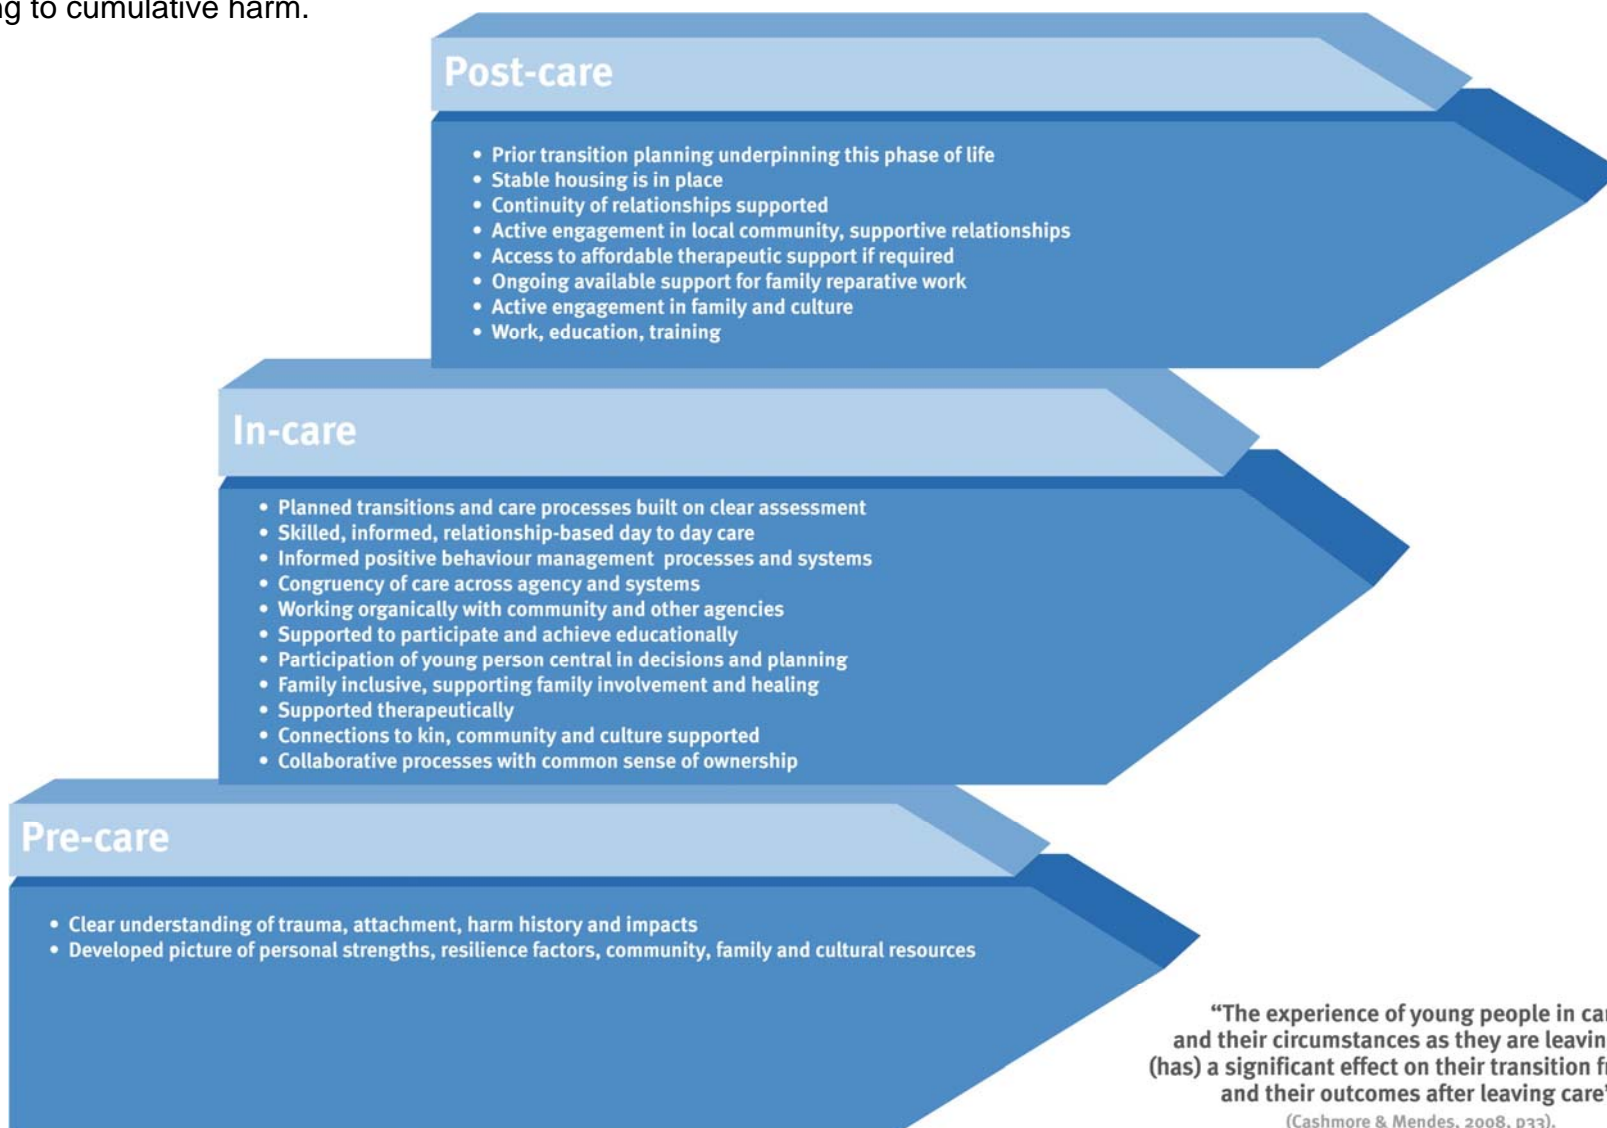 to cumulative harm.
Post-care
• Prior transition planning underpinning this phase of life
• Stable housing is in place
• Continuity of relationships supported
• Active engagement in local community, supportive relationships
• Access to affordable therapeutic support if required
• Ongoing available support for family reparative work
• Active engagement in family and culture
• Work, education, training
In-care
• Planned transitions and care processes built on clear assessment
• Skilled, informed, relationship-based day to day care
• Informed positive behaviour management processes and systems
• Congruency of care across agency and systems
• Working organically with community and other agencies
• Supported to participate and achieve educationally
• Participation of young person central in decisions and planning
• Family inclusive, supporting family involvement and healing
• Supported therapeutically
• Connections to kin, community and culture supported
• Collaborative processes with common sense of ownership
Pre-care
• Clear understanding of trauma, attachment, harm history and impacts
• Developed picture of personal strengths, resilience factors, community, family and cultural resources
“The experience of young people in
and their circumstances as they are
(has) a significant effect on their transition
and their outcomes after leaving care”
(Cashmore & Mendes, 2008, p33).